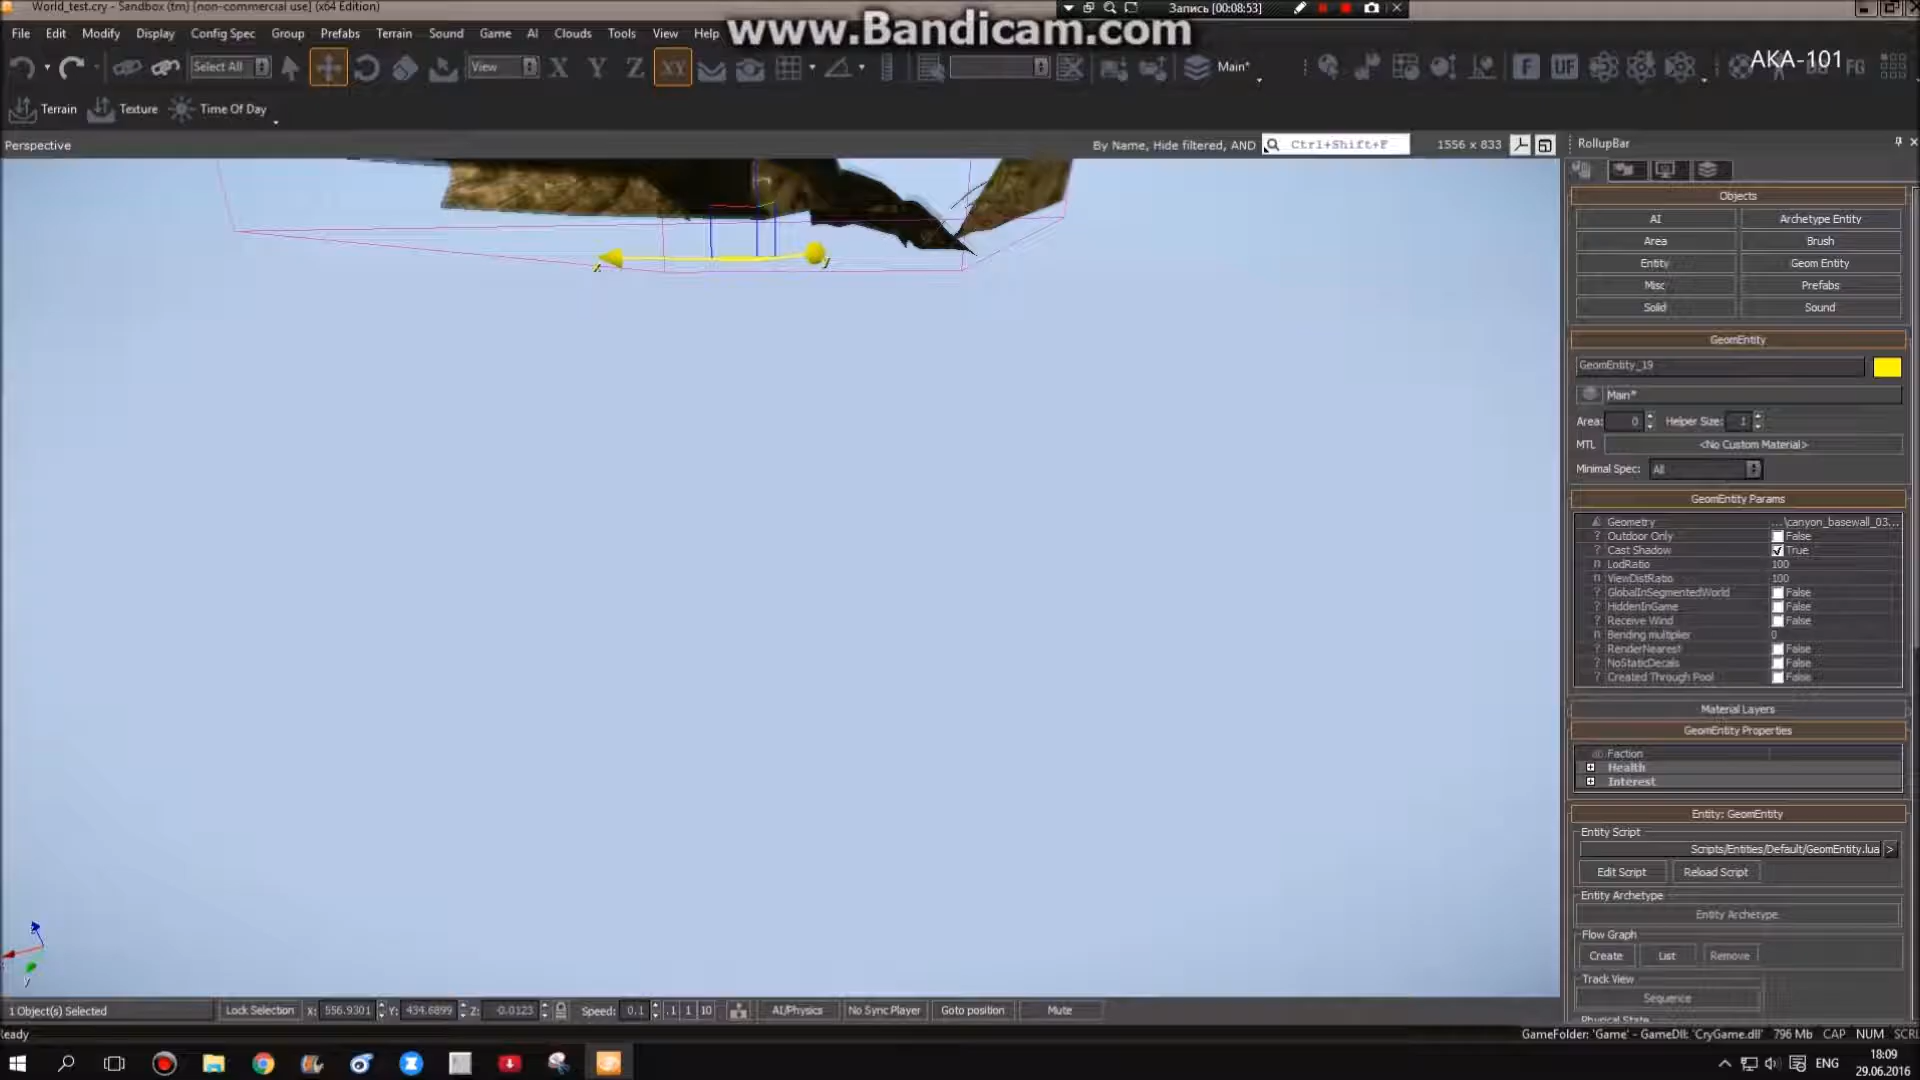 World_test.cry - Sandbox (tm) [non-commercial use] (x64 Edition)
Запись [00:08:53]
www.Bandicam.com
File Edit Modify Display Config Spec Group Prefabs Terrain Sound Game AI Clouds Tools View Help
Select All View X Y Z XY Main* F UF FG
AKA-101
Terrain Texture Time Of Day
Perspective By Name, Hide filtered, AND Ctrl+Shift+F 1556 x 833
RollupBar
Objects
AI Archetype Entity
Area Brush
Entity Geom Entity
Misc Prefabs
Solid Sound
GeomEntity
GeomEntity_19
Main*
Area: 0 Helper Size: 1
MTL <No Custom Material>
Minimal Spec: All
GeomEntity Params
Geometry ...\canyon_basewall_03...
Outdoor Only False
Cast Shadow True
LodRatio 100
ViewDistRatio 100
GlobalInSegmentedWorld False
HiddenInGame False
Receive Wind False
Bending multiplier 0
RenderNearest False
NoStaticDecals False
Created Through Pool False
Material Layers
GeomEntity Properties
Faction
Health
Interest
Entity: GeomEntity
Entity Script
Scripts/Entities/Default/GeomEntity.lua >
Edit Script Reload Script
Entity Archetype
Entity Archetype
Flow Graph
Create List Remove
Track View
Sequence
Physical State
y
1 Object(s) Selected Lock Selection X: 556.9301 Y: 434.6899 Z: -0.0123 Speed: 0.1 .1 1 10 AI/Physics No Sync Player Goto position Mute
Ready
GameFolder: 'Game' - GameDll: 'CryGame.dll' 796 Mb CAP NUM SCRL
ENG
18:09
29.06.2016